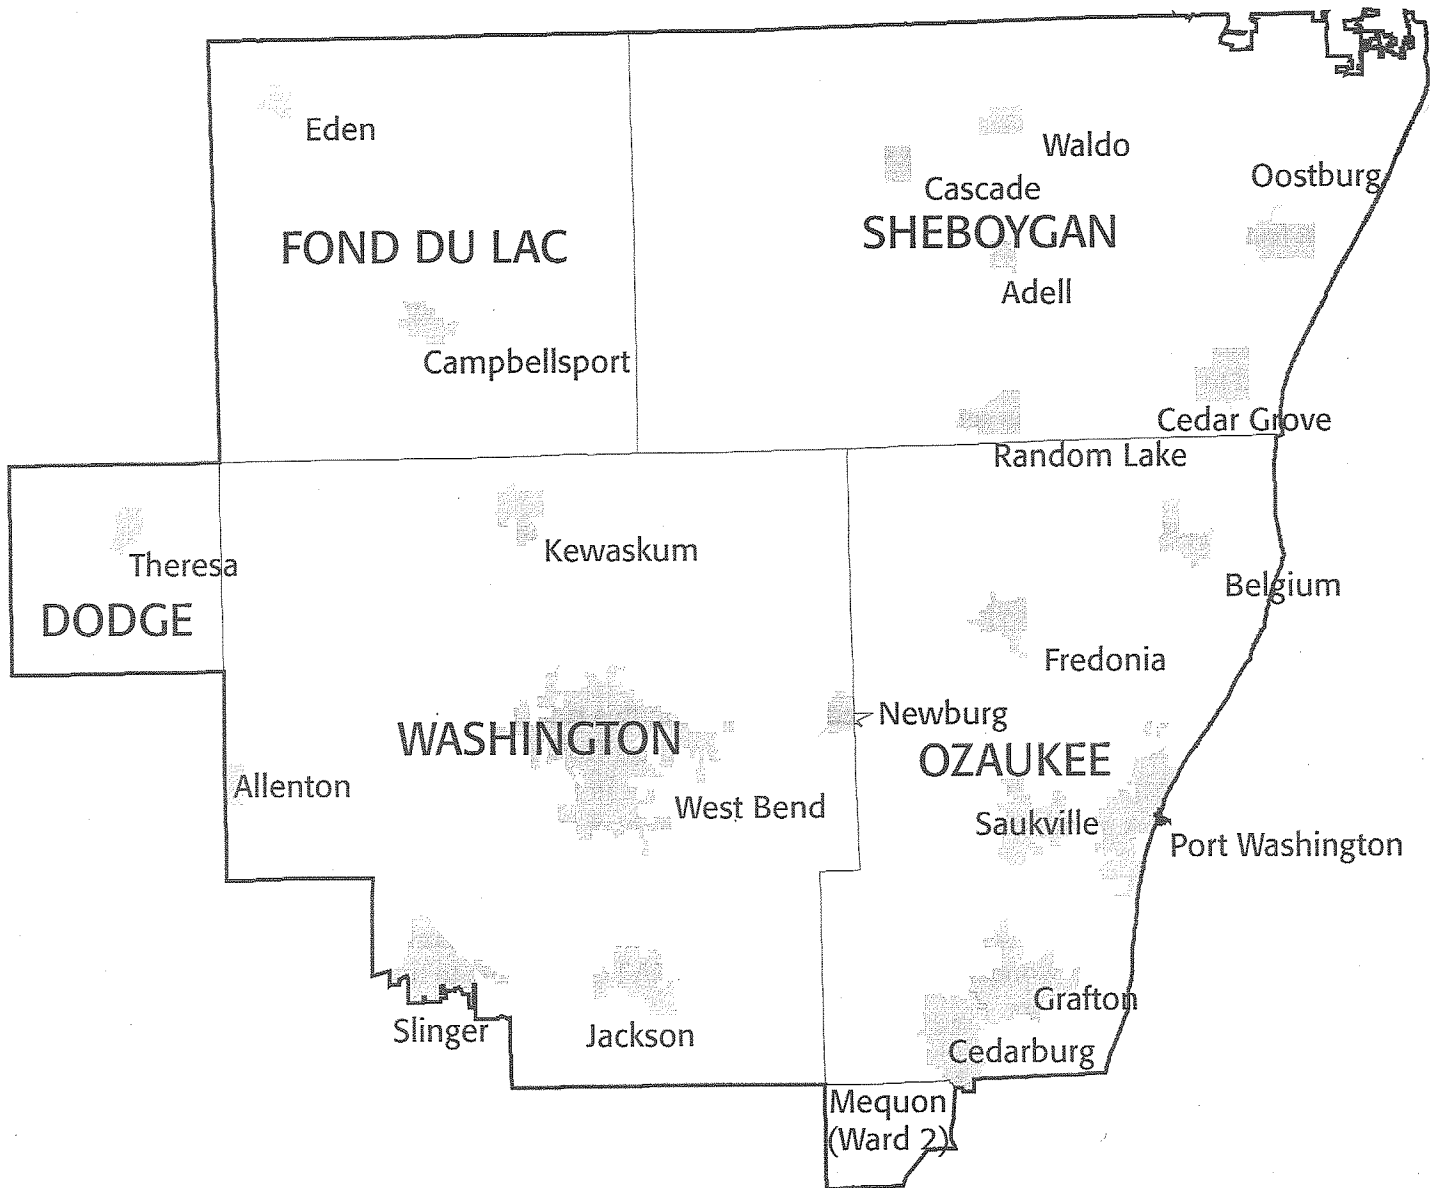 Eden
Waldo
Cascade
Oostburg
FOND DU LAC
SHEBOYGAN
Adell
Campbellsport
Cedar Grove
Random Lake
Theresa
Kewaskum
Belgium
DODGE
Fredonia
Newburg
WASHINGTON
OZAUKEE
Allenton
West Bend
Saukville
Port Washington
Grafton
Slinger
Jackson
Cedarburg
Mequon
(Ward 2)